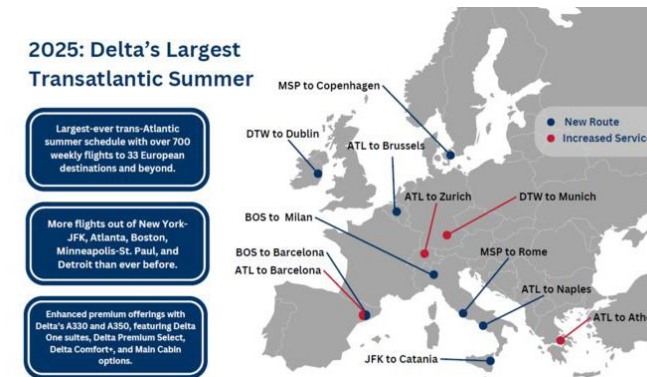 2025: Delta's Largest
Transatlantic Summer
Largest-ever trans-Atlantic
summer schedule with over 700
weekly flights to 33 European
destinations and beyond.
More flights out of New York-
JFK, Atlanta, Boston,
Minneapolis-St. Paul, and
Detroit than ever before.
Enhanced premium offerings with
Delta's A330 and A350, featuring Delta
One suites, Delta Premium Select,
Delta Comfort+, and Main Cabin
options.
MSP to Copenhagen
DTW to Dublin
ATL to Brussels
New Route
Increased Servic
ATL to Zurich
DTW to Munich
BOS to Milan
BOS to Barcelona
ATL to Barcelona
MSP to Rome
ATL to Naples
ATL to Athe
JFK to Catania